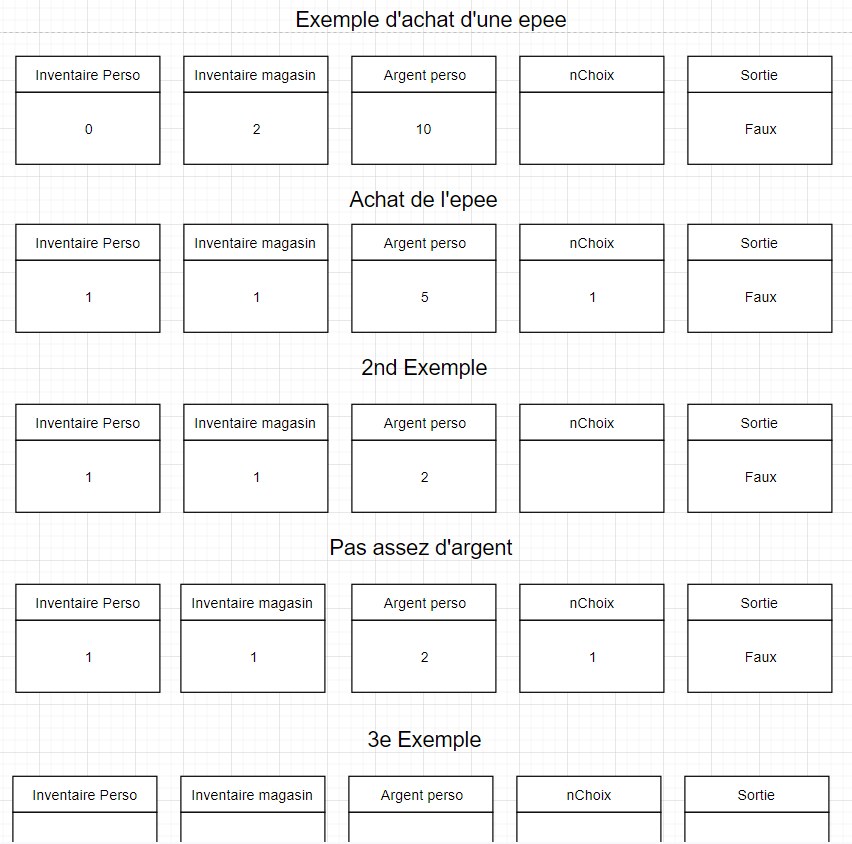 Exemple d'achat d'une epee
Inventaire Perso Inventaire magasin Argent perso nChoix Sortie
0 2 10 Faux
Achat de l'epee
Inventaire Perso Inventaire magasin Argent perso nChoix Sortie
1 1 5 1 Faux
2nd Exemple
Inventaire Perso Inventaire magasin Argent perso nChoix Sortie
1 1 2 Faux
Pas assez d'argent
Inventaire Perso Inventaire magasin Argent perso nChoix Sortie
1 1 2 1 Faux
3e Exemple
Inventaire Perso Inventaire magasin Argent perso nChoix Sortie